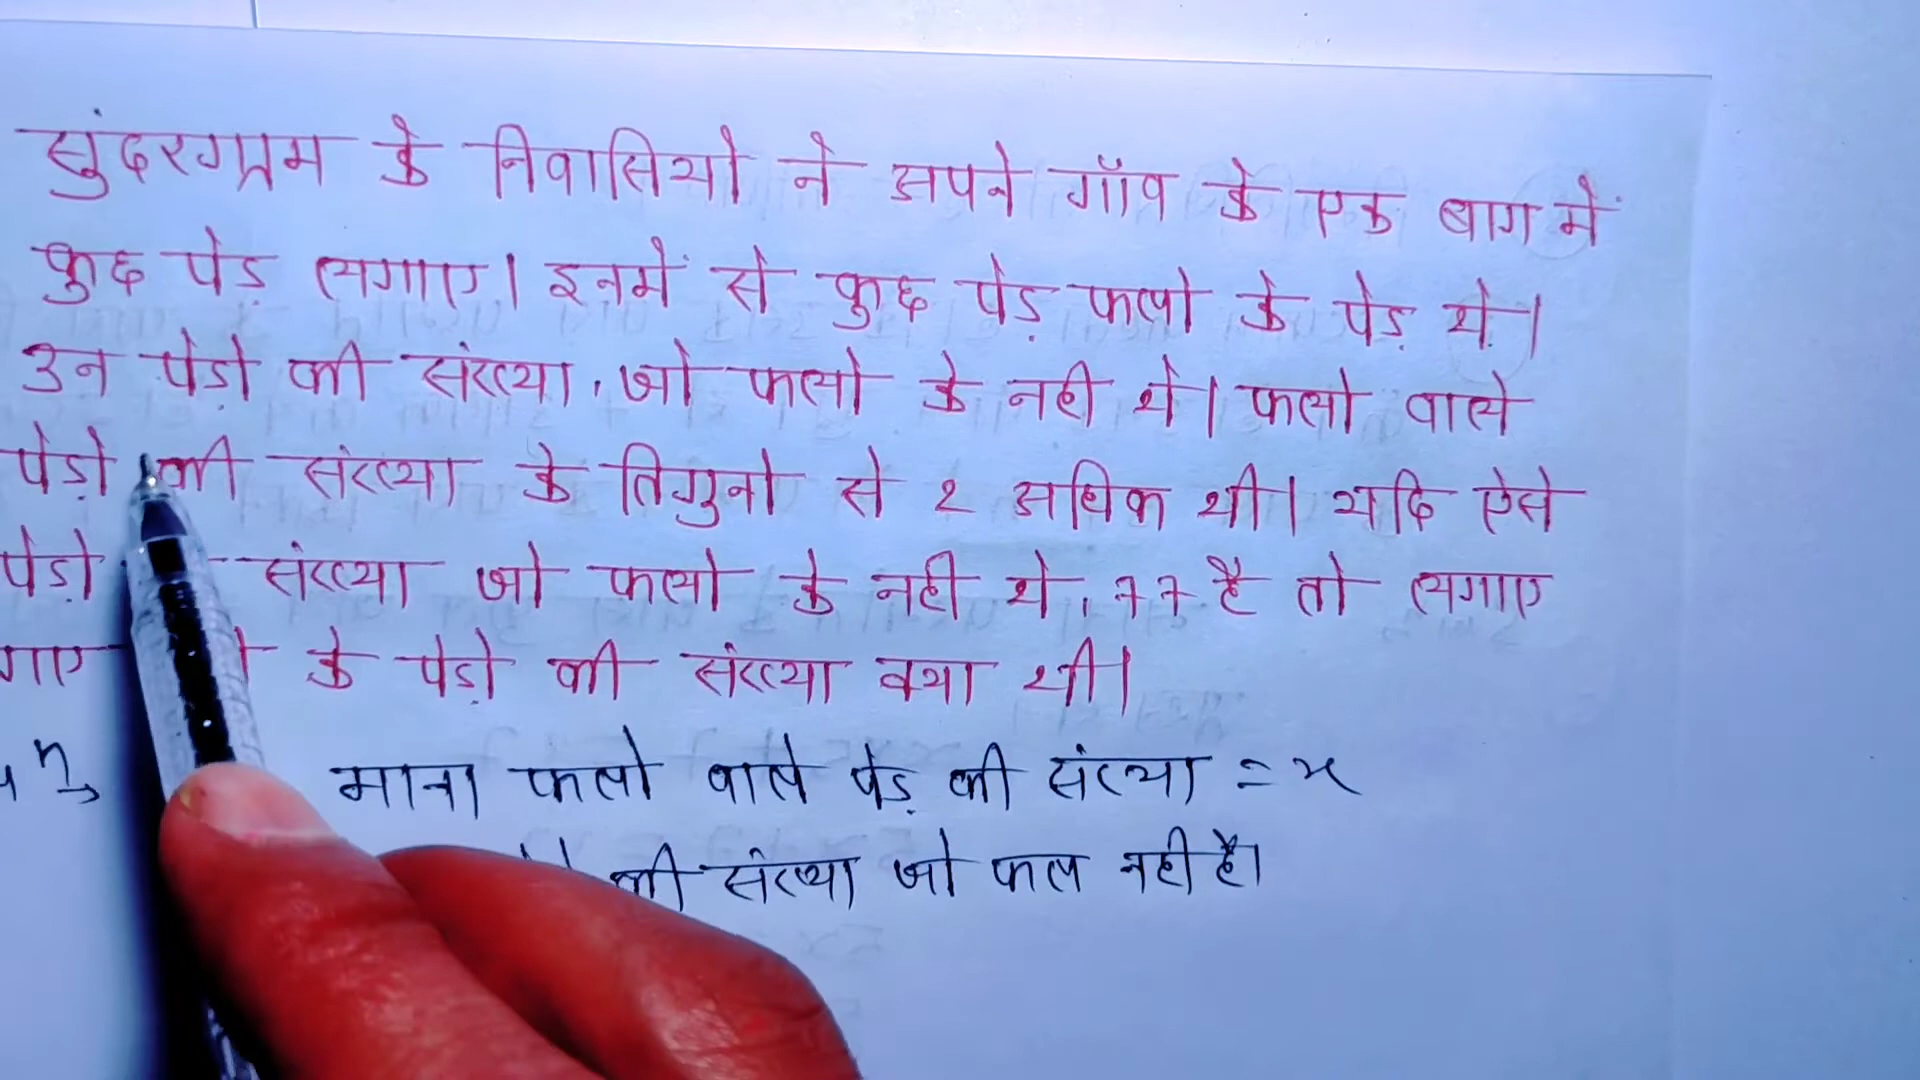 सुंदरग्राम के निवासियो ने अपने गाँव के एक बाग में
कुछ पेड़ लगाए। इनमें से कुछ पेड़ फलो के पेड़ थे।
उन पेड़ो की संख्या, जो फलो के नही थे। फलो वाले
पेड़ो की संख्या के तिगुनो से 2 अधिक थी। यदि ऐसे
पेड़ो संख्या जो फलो के नही थे, 77 है तो लगाए
गए के पेड़ो की संख्या क्या थी।
माना फलो वाले पेड़ की संख्या = x
की संख्या जो फल नही है।